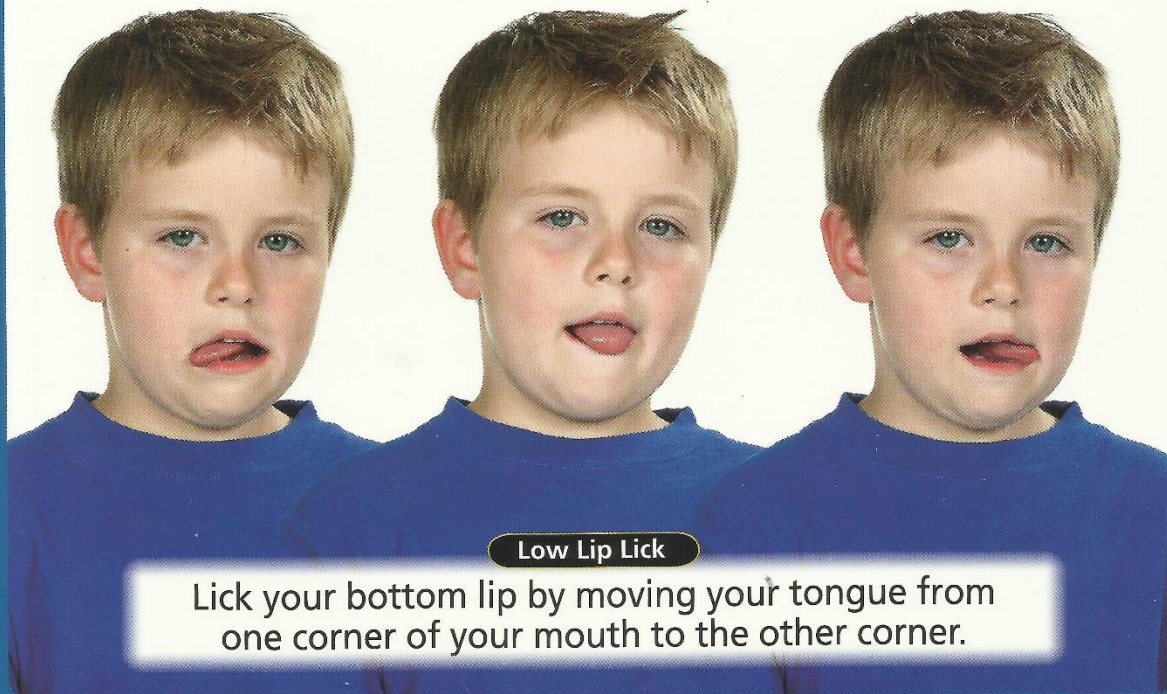 Low Lip Lick
Lick your bottom lip by moving your tongue from
one corner of your mouth to the other corner.